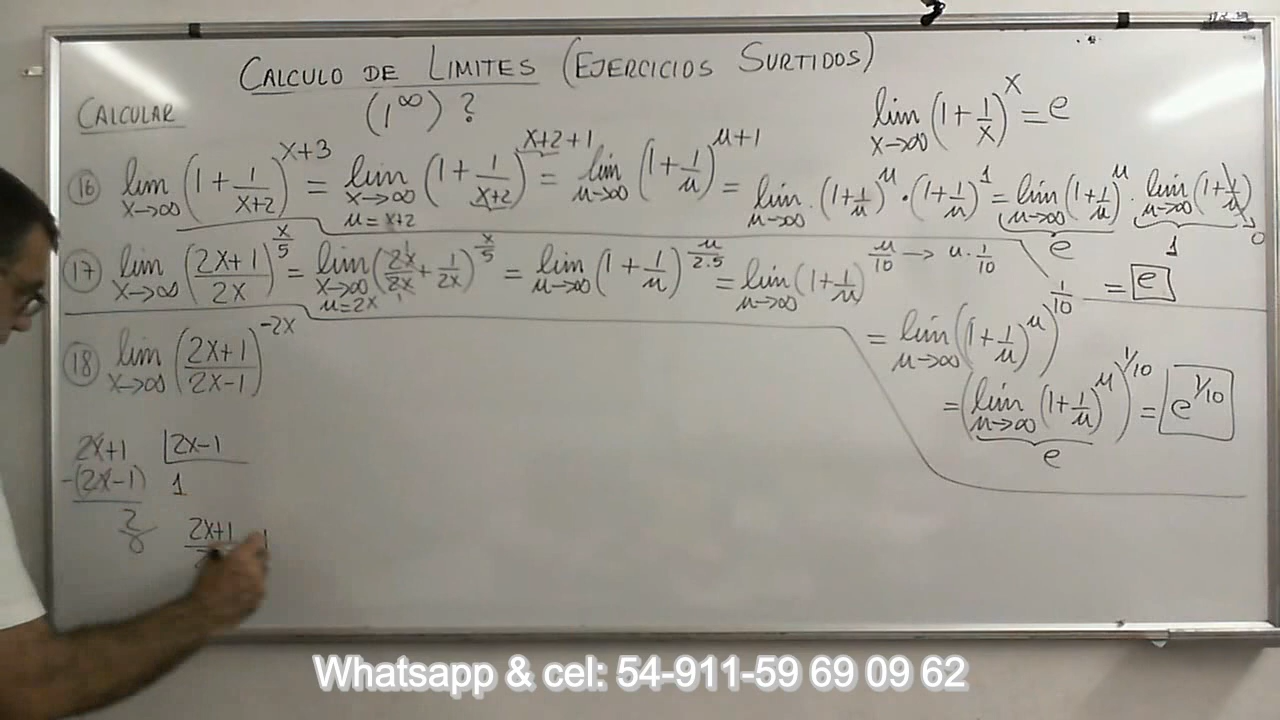 CALCULO DE LIMITES (EJERCICIOS SURTIDOS)
CALCULAR (1^∞) ?
lim x→∞ (1 + 1/x)^x = e
16 lim x→∞ (1 + 1/(x+2))^(x+3) = lim x→∞ (1 + 1/(x+2))^(x+2+1) = lim μ→∞ (1 + 1/μ)^(μ+1) = lim μ→∞ (1 + 1/μ)^μ · (1 + 1/μ)^1 = lim μ→∞ (1 + 1/μ)^μ · lim μ→∞ (1 + 1/μ)
μ = x+2
e 1 0
= e
17 lim x→∞ ((2x+1)/2x)^(x/5) = lim x→∞ (2x/2x + 1/2x)^(x/5) = lim μ→∞ (1 + 1/μ)^(μ/2.5) = lim μ→∞ (1 + 1/μ)^(μ/10) → μ · 1/10
μ = 2x
= lim μ→∞ ((1 + 1/μ)^μ)^(1/10)
= (lim μ→∞ (1 + 1/μ)^μ)^(1/10) = e^(1/10)
e
18 lim x→∞ ((2x+1)/(2x-1))^(-2x)
2x+1 |2x-1
-(2x-1) 1
2
2x+1
Whatsapp & cel: 54-911-59 69 09 62